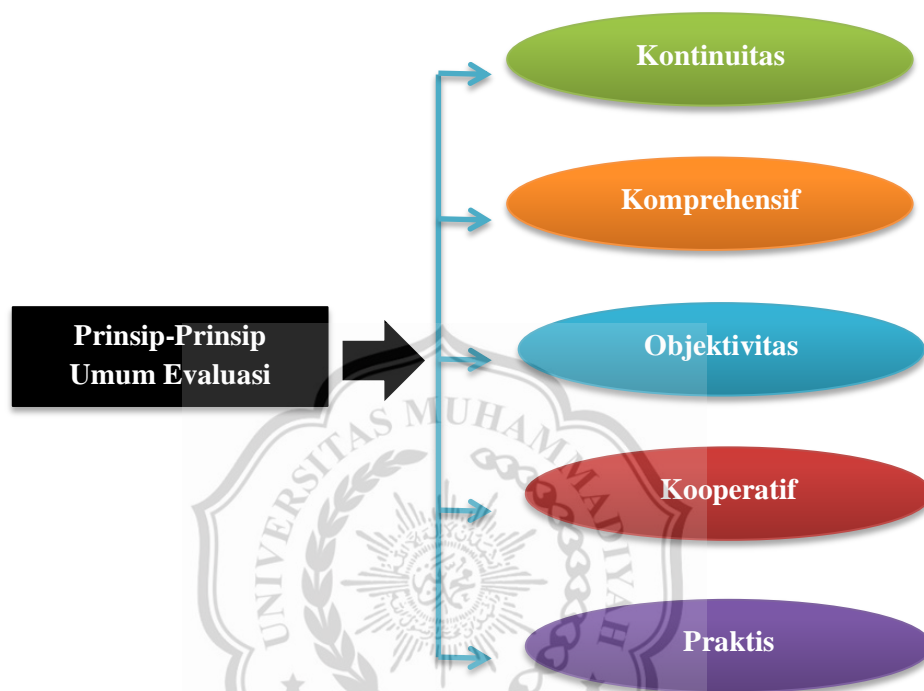 Kontinuitas
Komprehensif
Prinsip-Prinsip
Umum Evaluasi
Objektivitas
Kooperatif
Praktis
UNIVERSITAS MUHAMMADIYAH